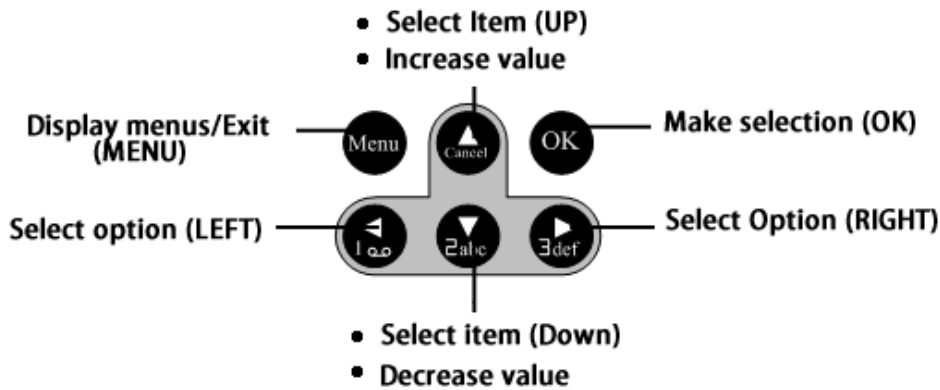 • Select Item (UP)
• Increase value
Display menus/Exit
(MENU)
Menu
Cancel
OK
Make selection (OK)
Select option (LEFT)
1
2abc
3def
Select Option (RIGHT)
• Select item (Down)
• Decrease value